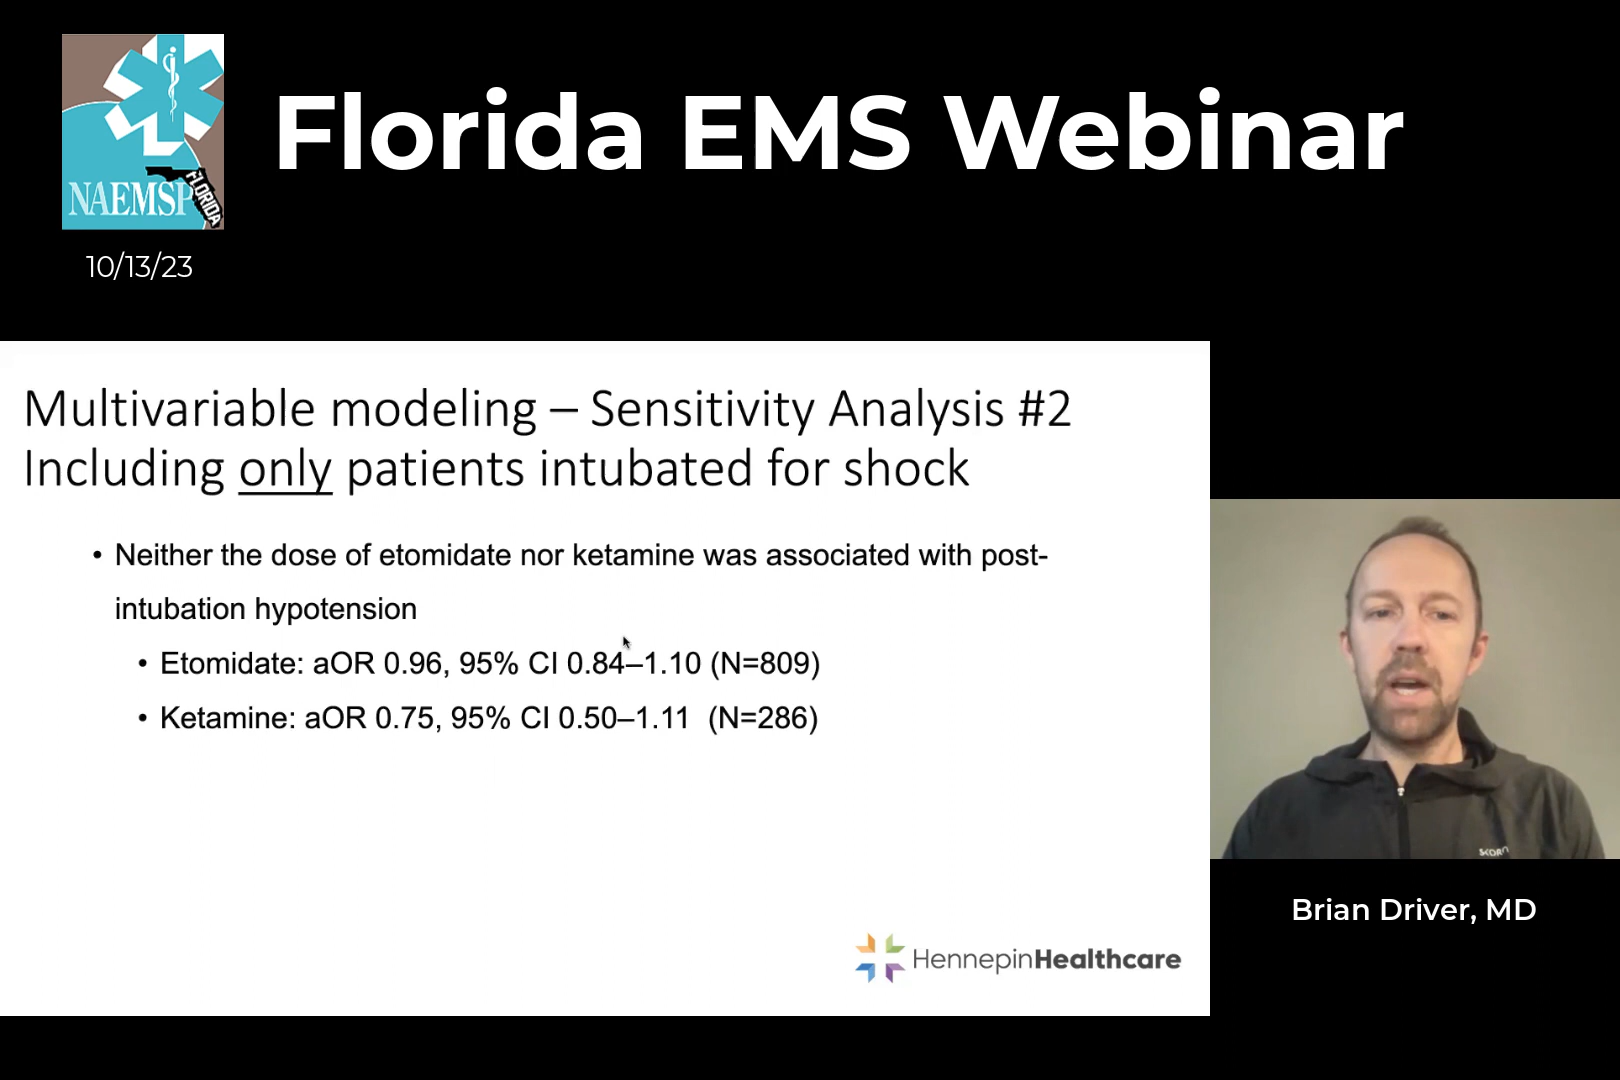 Florida EMS Webinar
NAEMSP
FLORIDA
10/13/23
Multivariable modeling – Sensitivity Analysis #2
Including only patients intubated for shock
• Neither the dose of etomidate nor ketamine was associated with post-
intubation hypotension
• Etomidate: aOR 0.96, 95% CI 0.84–1.10 (N=809)
• Ketamine: aOR 0.75, 95% CI 0.50–1.11 (N=286)
HennepinHealthcare
Brian Driver, MD